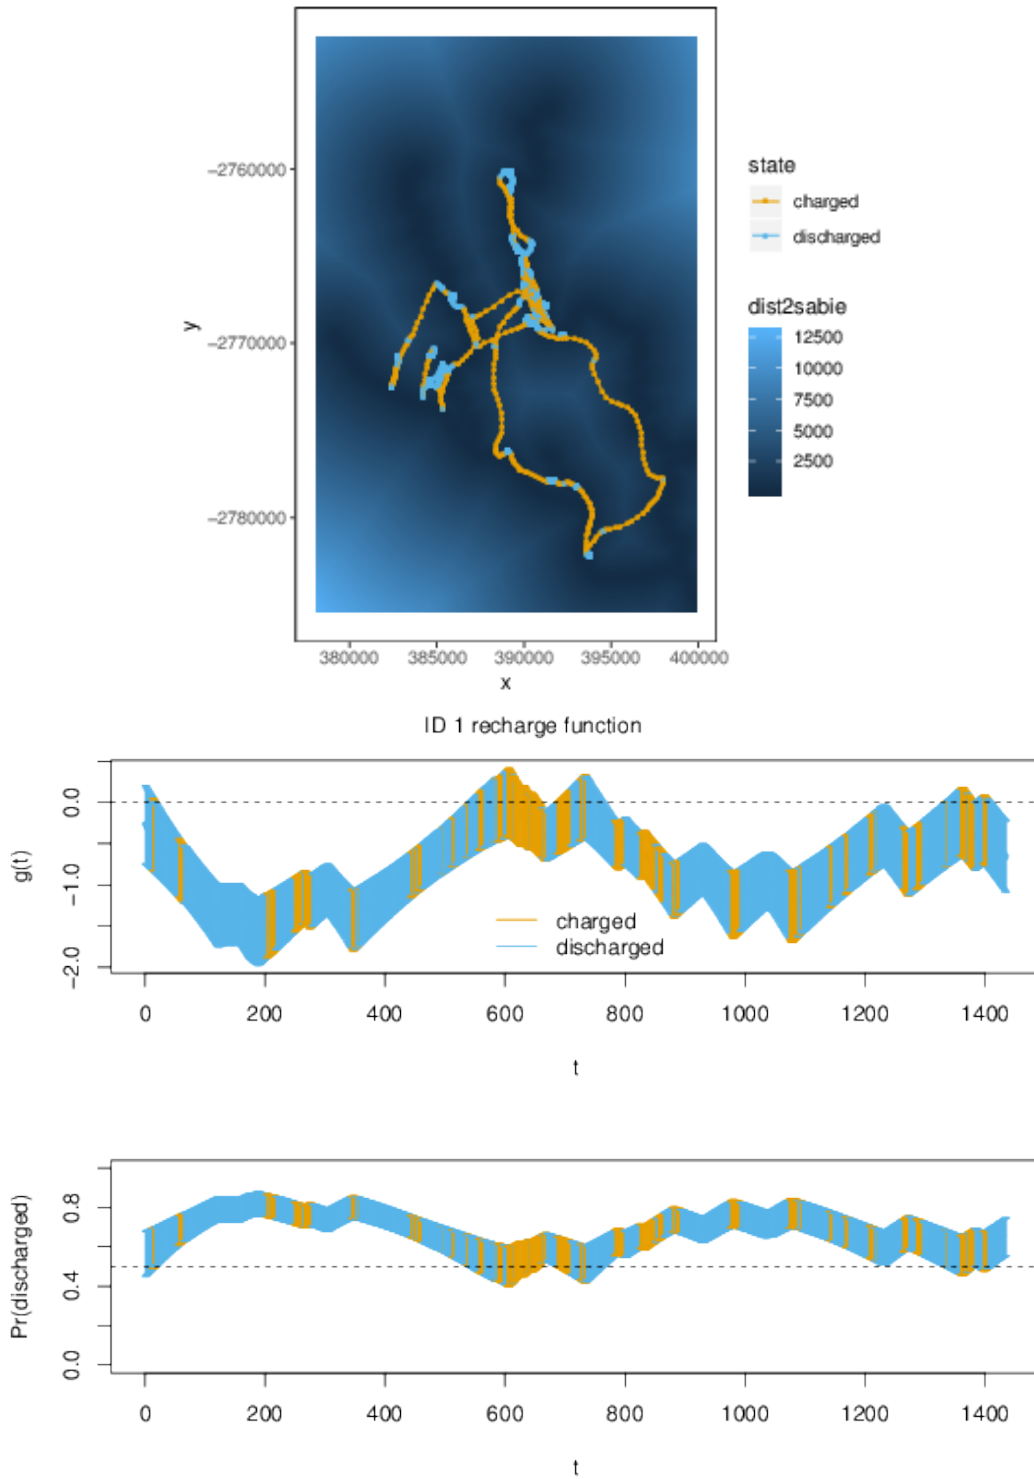 state
charged
discharged
dist2sabie
12500
10000
7500
5000
2500
y
−2760000
−2770000
−2780000
380000 385000 390000 395000 400000
x
ID 1 recharge function
g(t)
0.0
−1.0
−2.0
charged
discharged
0 200 400 600 800 1000 1200 1400
t
Pr(discharged)
0.8
0.4
0.0
0 200 400 600 800 1000 1200 1400
t